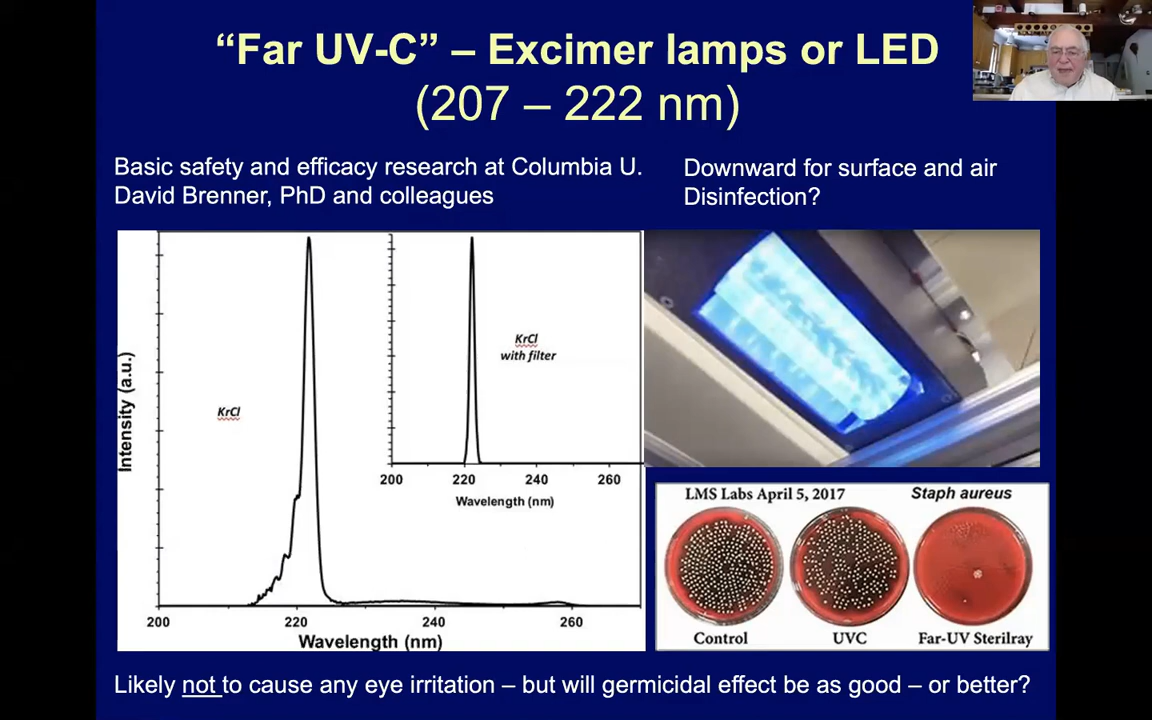 “Far UV-C” – Excimer lamps or LED
(207 – 222 nm)
Basic safety and efficacy research at Columbia U.
David Brenner, PhD and colleagues
Downward for surface and air
Disinfection?
Intensity (a.u.)
KrCl
200
220
240
260
Wavelength (nm)
KrCl
with filter
200
220
240
260
Wavelength (nm)
LMS Labs April 5, 2017
Staph aureus
Control
UVC
Far-UV Sterilray
Likely not to cause any eye irritation – but will germicidal effect be as good – or better?